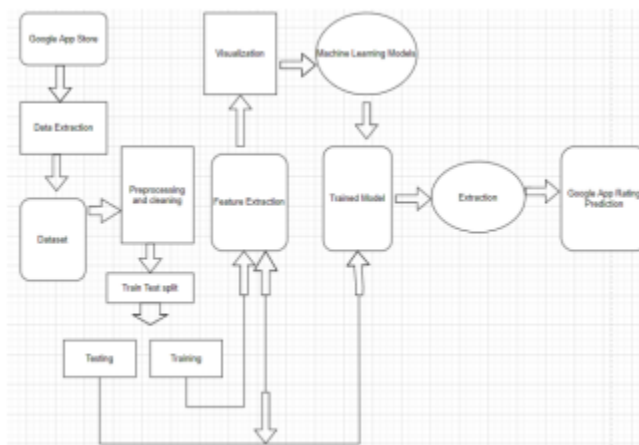 Google App Store
Data Extraction
Dataset
Preprocessing
and cleaning
Train Test split
Testing
Training
Feature Extraction
Visualization
Machine Learning Models
Trained Model
Extraction
Google App Rating
Prediction